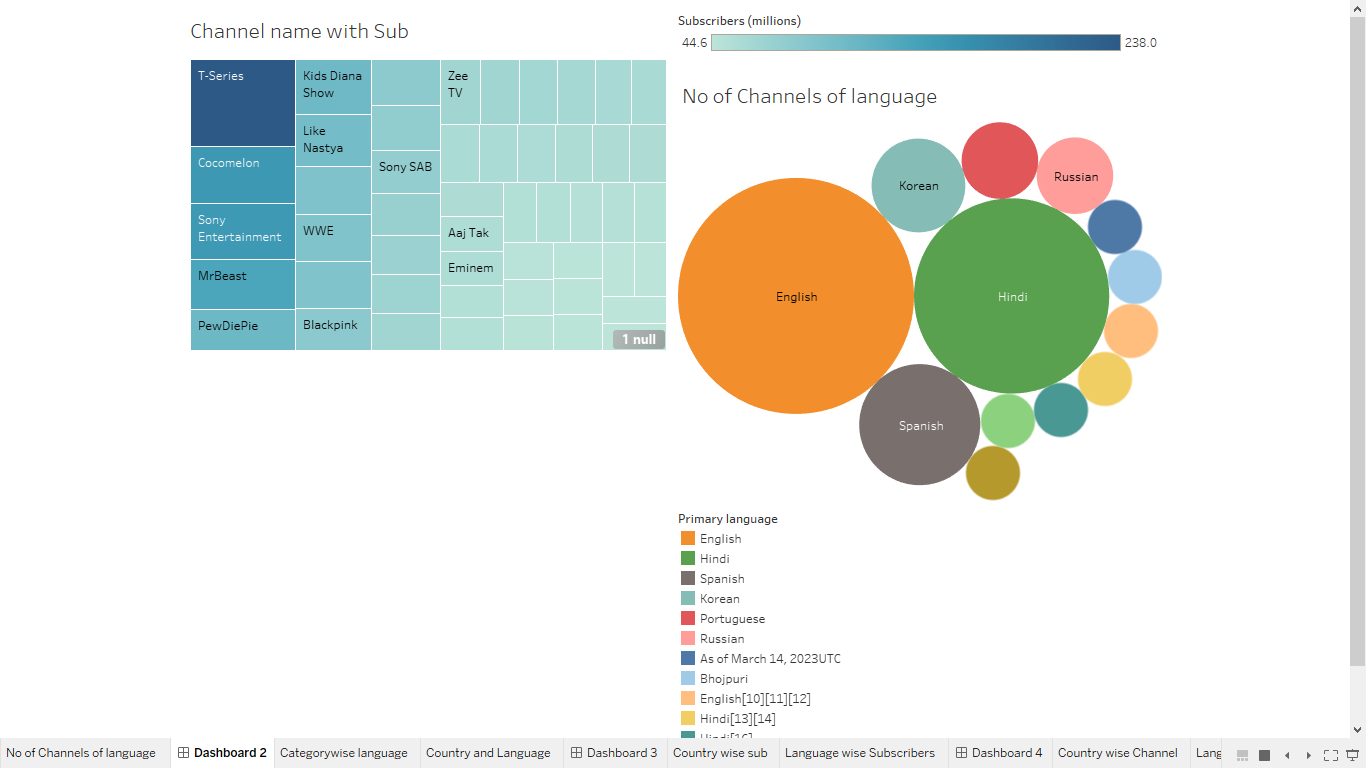 Channel name with Sub
T-Series
Cocomelon
Sony
Entertainment
MrBeast
PewDiePie
Kids Diana
Show
Like
Nastya
WWE
Blackpink
Sony SAB
Zee
TV
Aaj Tak
Eminem
1 null
Subscribers (millions)
44.6
238.0
No of Channels of language
English
Hindi
Korean
Russian
Spanish
Primary language
English
Hindi
Spanish
Korean
Portuguese
Russian
As of March 14, 2023UTC
Bhojpuri
English[10][11][12]
Hindi[13][14]
No of Channels of language
Dashboard 2
Categorywise language
Country and Language
Dashboard 3
Country wise sub
Language wise Subscribers
Dashboard 4
Country wise Channel